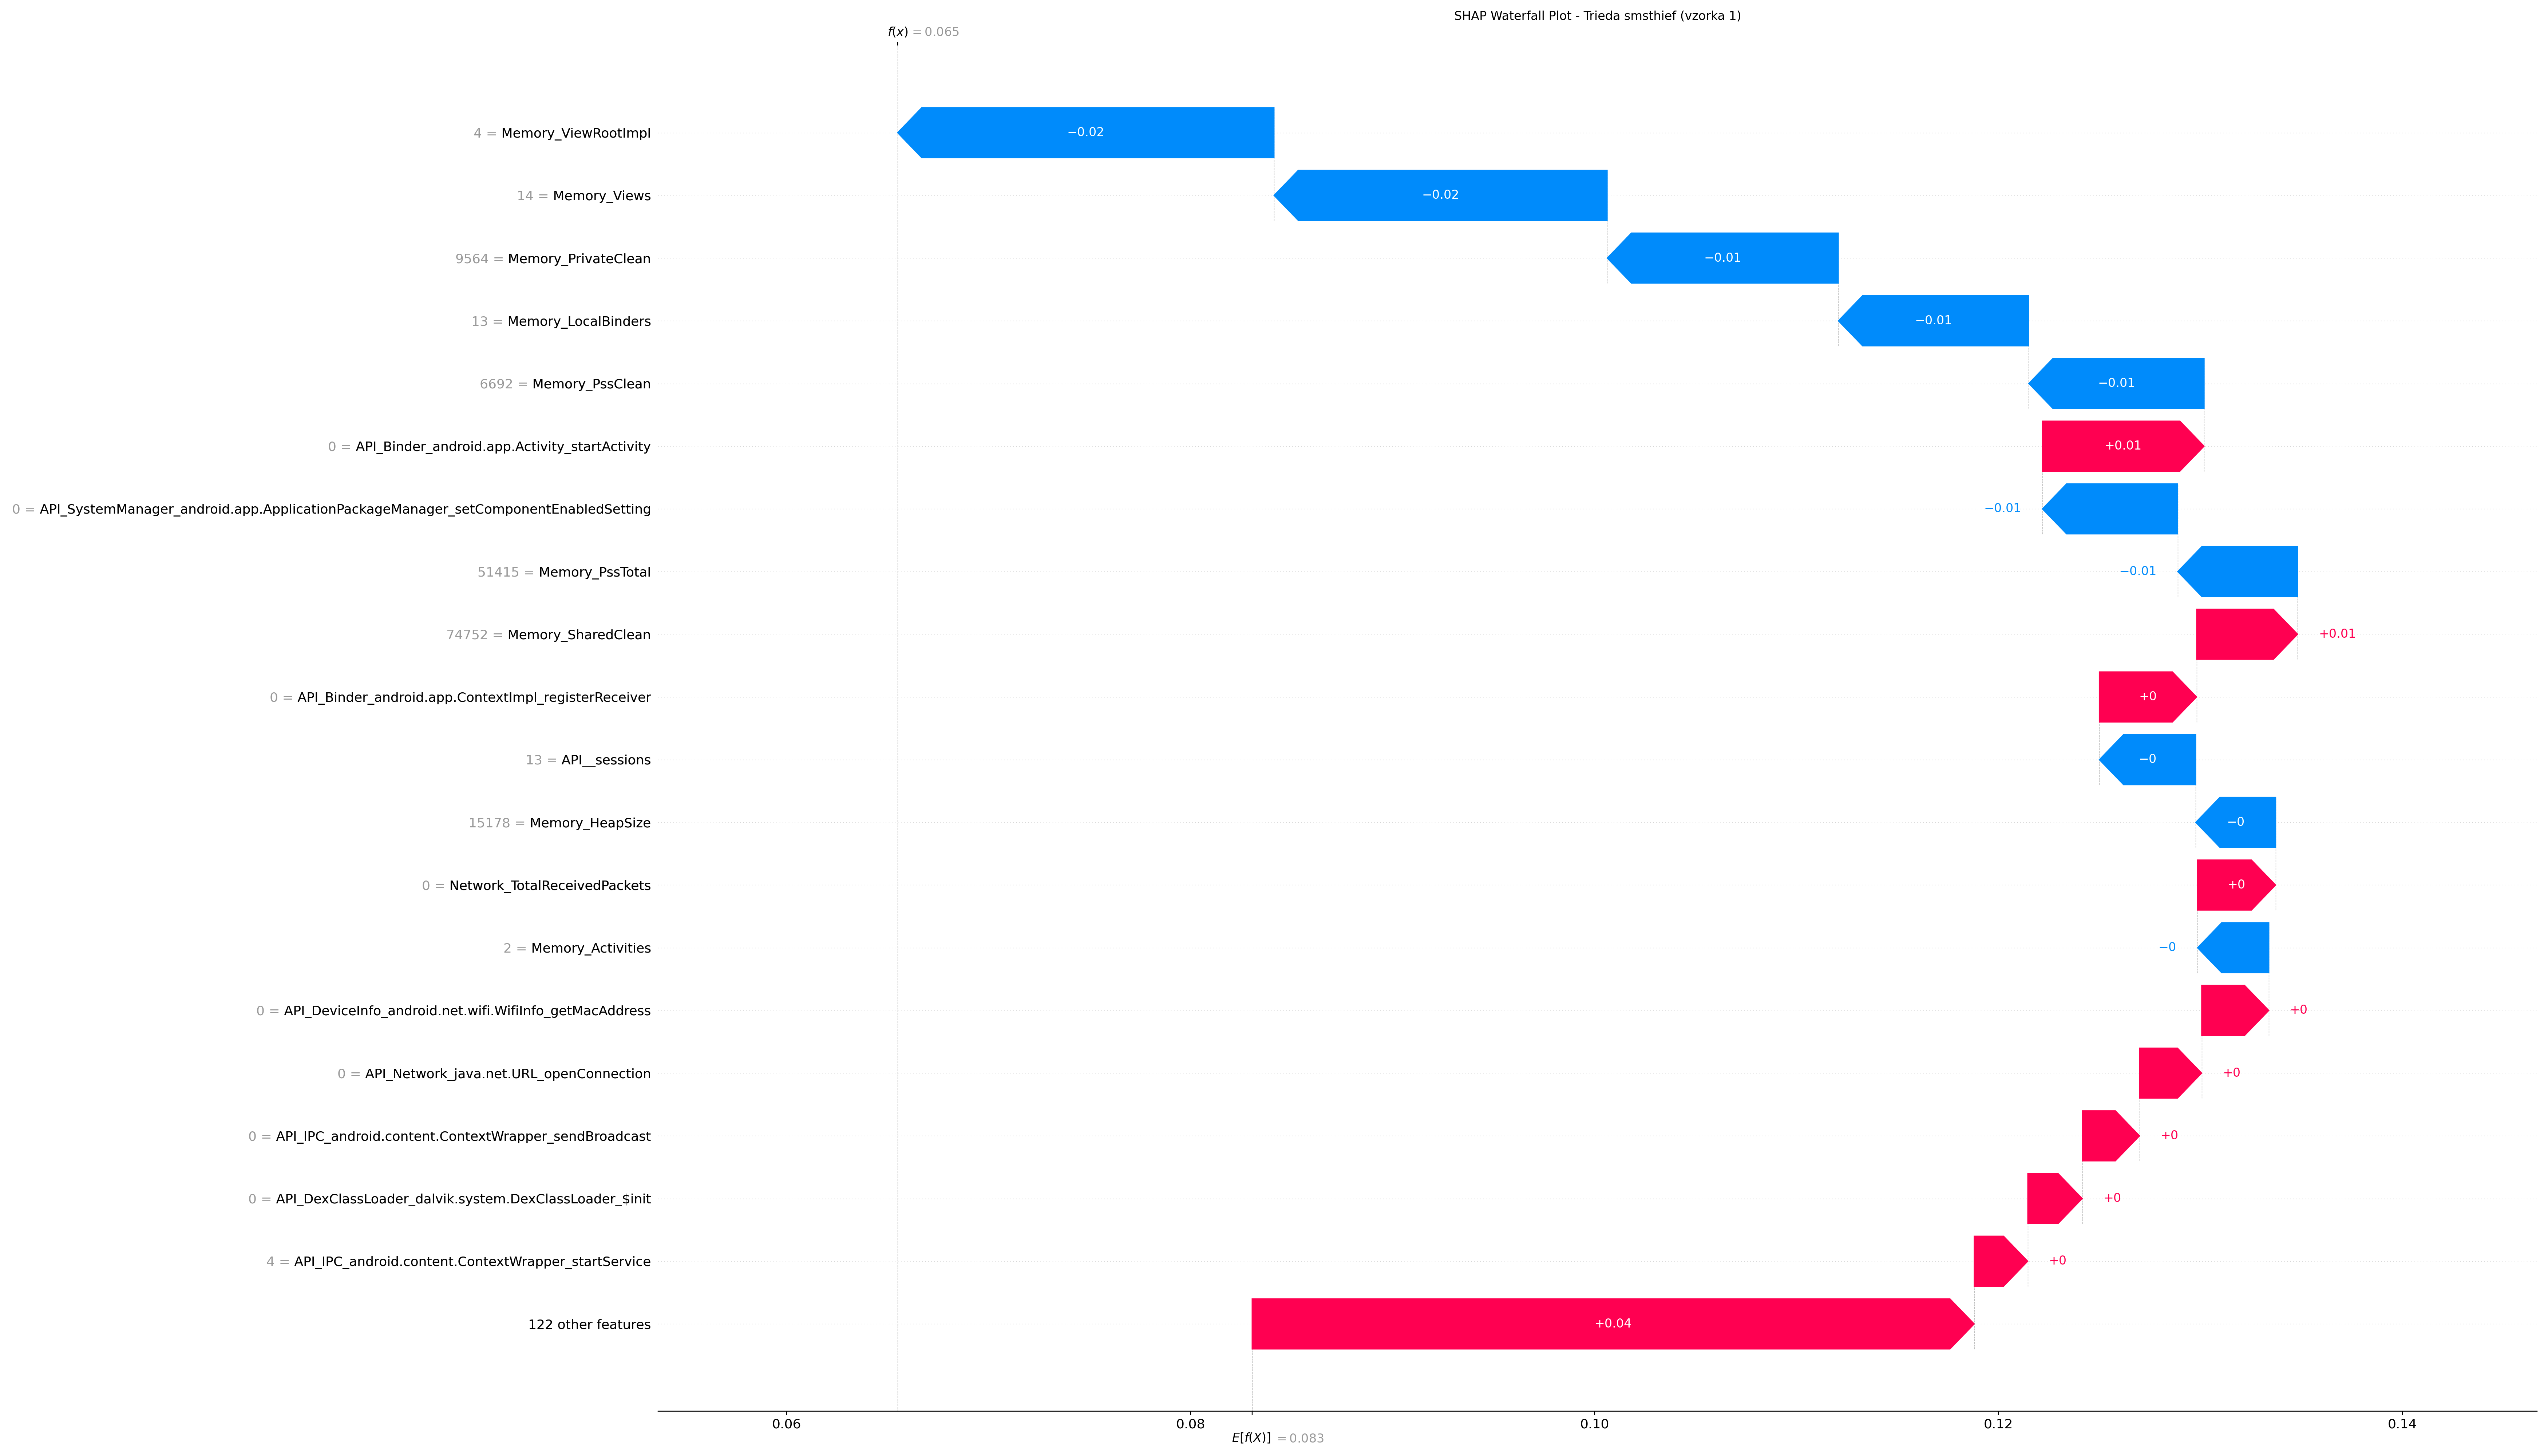 SHAP Waterfall Plot - Trieda smsthief (vzorka 1)
f(x) = 0.065
4 = Memory_ViewRootImpl −0.02
14 = Memory_Views −0.02
9564 = Memory_PrivateClean −0.01
13 = Memory_LocalBinders −0.01
6692 = Memory_PssClean −0.01
0 = API_Binder_android.app.Activity_startActivity +0.01
0 = API_SystemManager_android.app.ApplicationPackageManager_setComponentEnabledSetting −0.01
51415 = Memory_PssTotal −0.01
74752 = Memory_SharedClean +0.01
0 = API_Binder_android.app.ContextImpl_registerReceiver +0
13 = API__sessions −0
15178 = Memory_HeapSize −0
0 = Network_TotalReceivedPackets +0
2 = Memory_Activities −0
0 = API_DeviceInfo_android.net.wifi.WifiInfo_getMacAddress +0
0 = API_Network_java.net.URL_openConnection +0
0 = API_IPC_android.content.ContextWrapper_sendBroadcast +0
0 = API_DexClassLoader_dalvik.system.DexClassLoader_$init +0
4 = API_IPC_android.content.ContextWrapper_startService +0
122 other features +0.04
0.06 0.08 0.10 0.12 0.14
E[f(X)] = 0.083